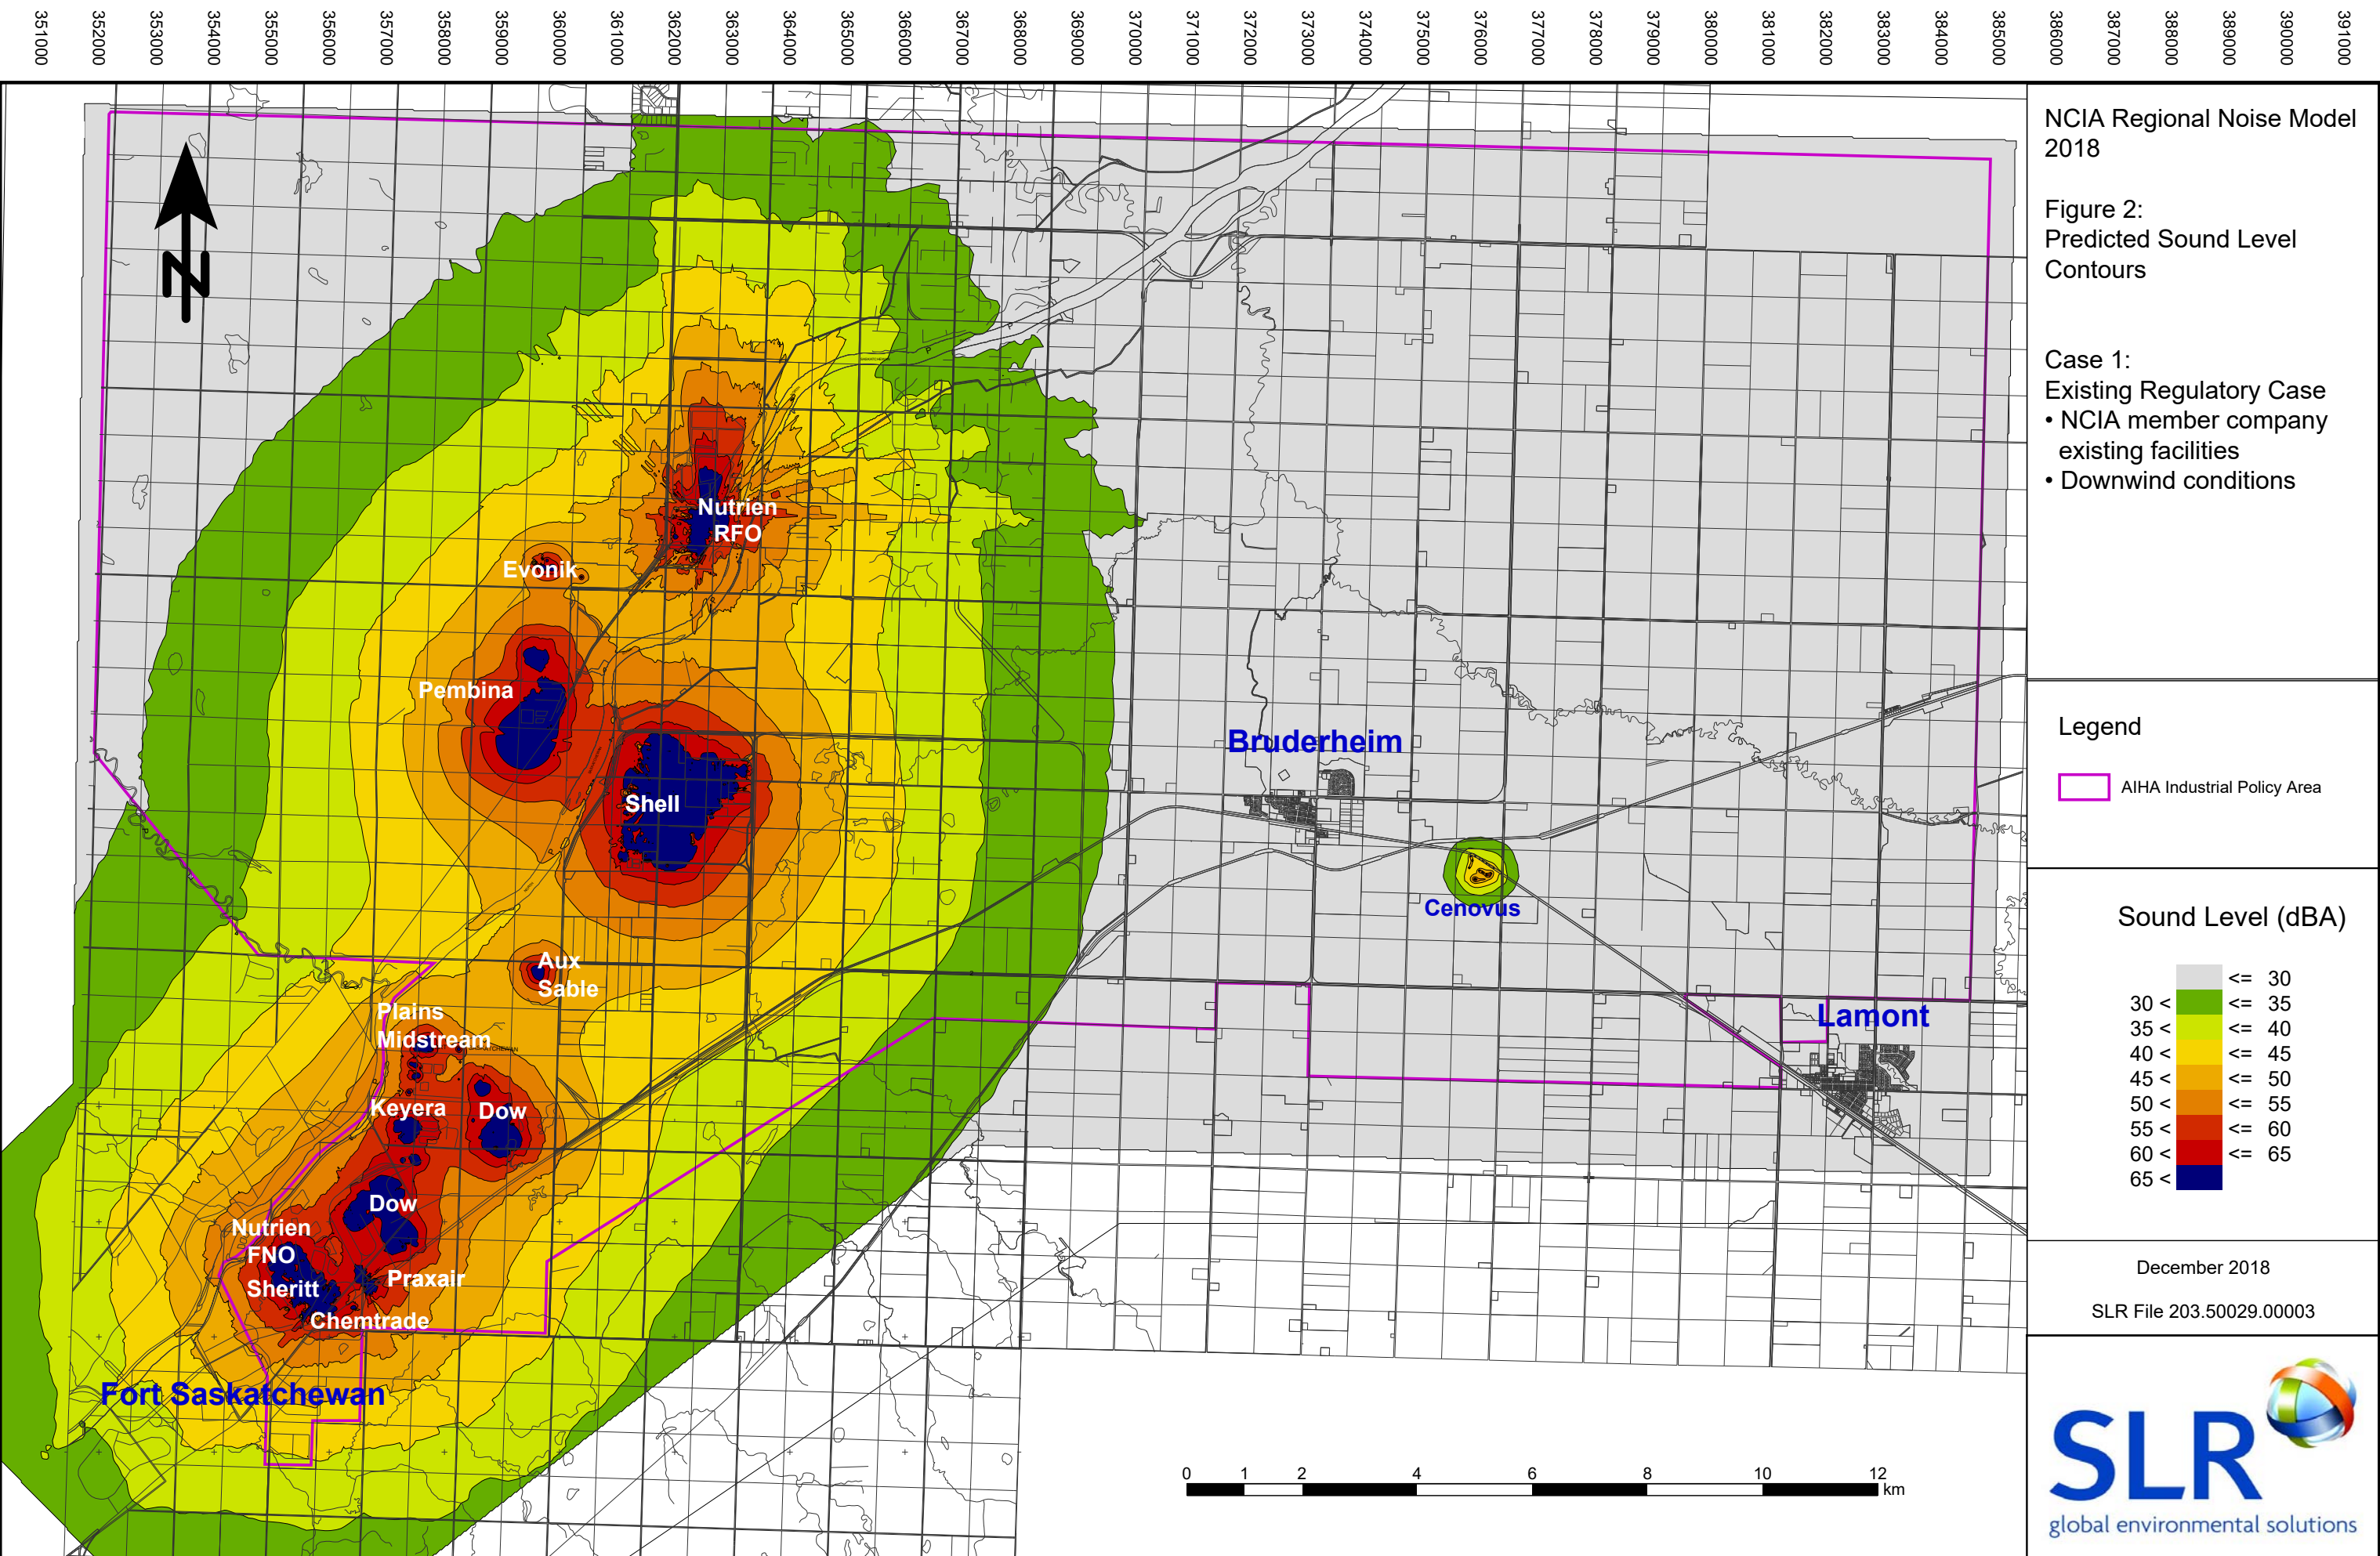 351000 352000 353000 354000 355000 356000 357000 358000 359000 360000 361000 362000 363000 364000 365000 366000 367000 368000 369000 370000 371000 372000 373000 374000 375000 376000 377000 378000 379000 380000 381000 382000 383000 384000 385000 386000 387000 388000 389000 390000 391000
NCIA Regional Noise Model
2018
Figure 2:
Predicted Sound Level
Contours
Case 1:
Existing Regulatory Case
• NCIA member company
existing facilities
• Downwind conditions
N
Nutrien
RFO
Evonik
Pembina
Shell
Bruderheim
Cenovus
Aux
Sable
Plains
Midstream
Lamont
Keyera
Dow
Dow
Nutrien
FNO
Sheritt
Praxair
Chemtrade
Fort Saskatchewan
0 1 2 4 6 8 10 12
km
Legend
AIHA Industrial Policy Area
Sound Level (dBA)
<= 30
30 < <= 35
35 < <= 40
40 < <= 45
45 < <= 50
50 < <= 55
55 < <= 60
60 < <= 65
65 <
December 2018
SLR File 203.50029.00003
SLR
global environmental solutions